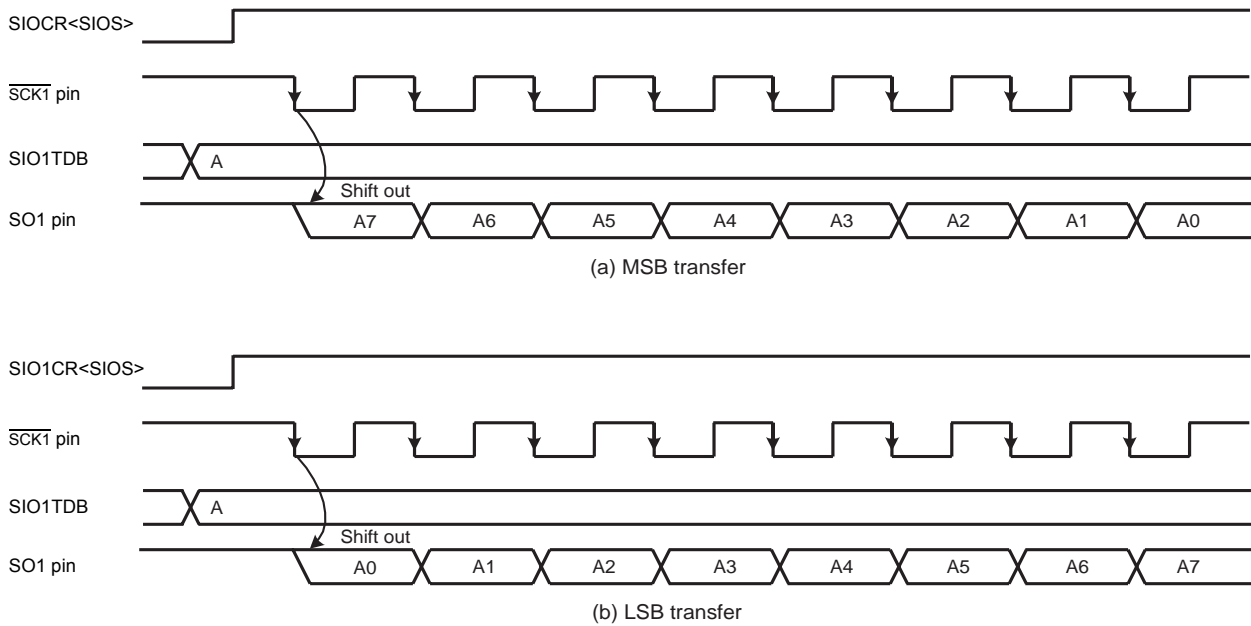 SIOCR<SIOS>
SCK1 pin
SIO1TDB
A
Shift out
SO1 pin
A7 A6 A5 A4 A3 A2 A1 A0
(a) MSB transfer
SIO1CR<SIOS>
SCK1 pin
SIO1TDB
A
Shift out
SO1 pin
A0 A1 A2 A3 A4 A5 A6 A7
(b) LSB transfer